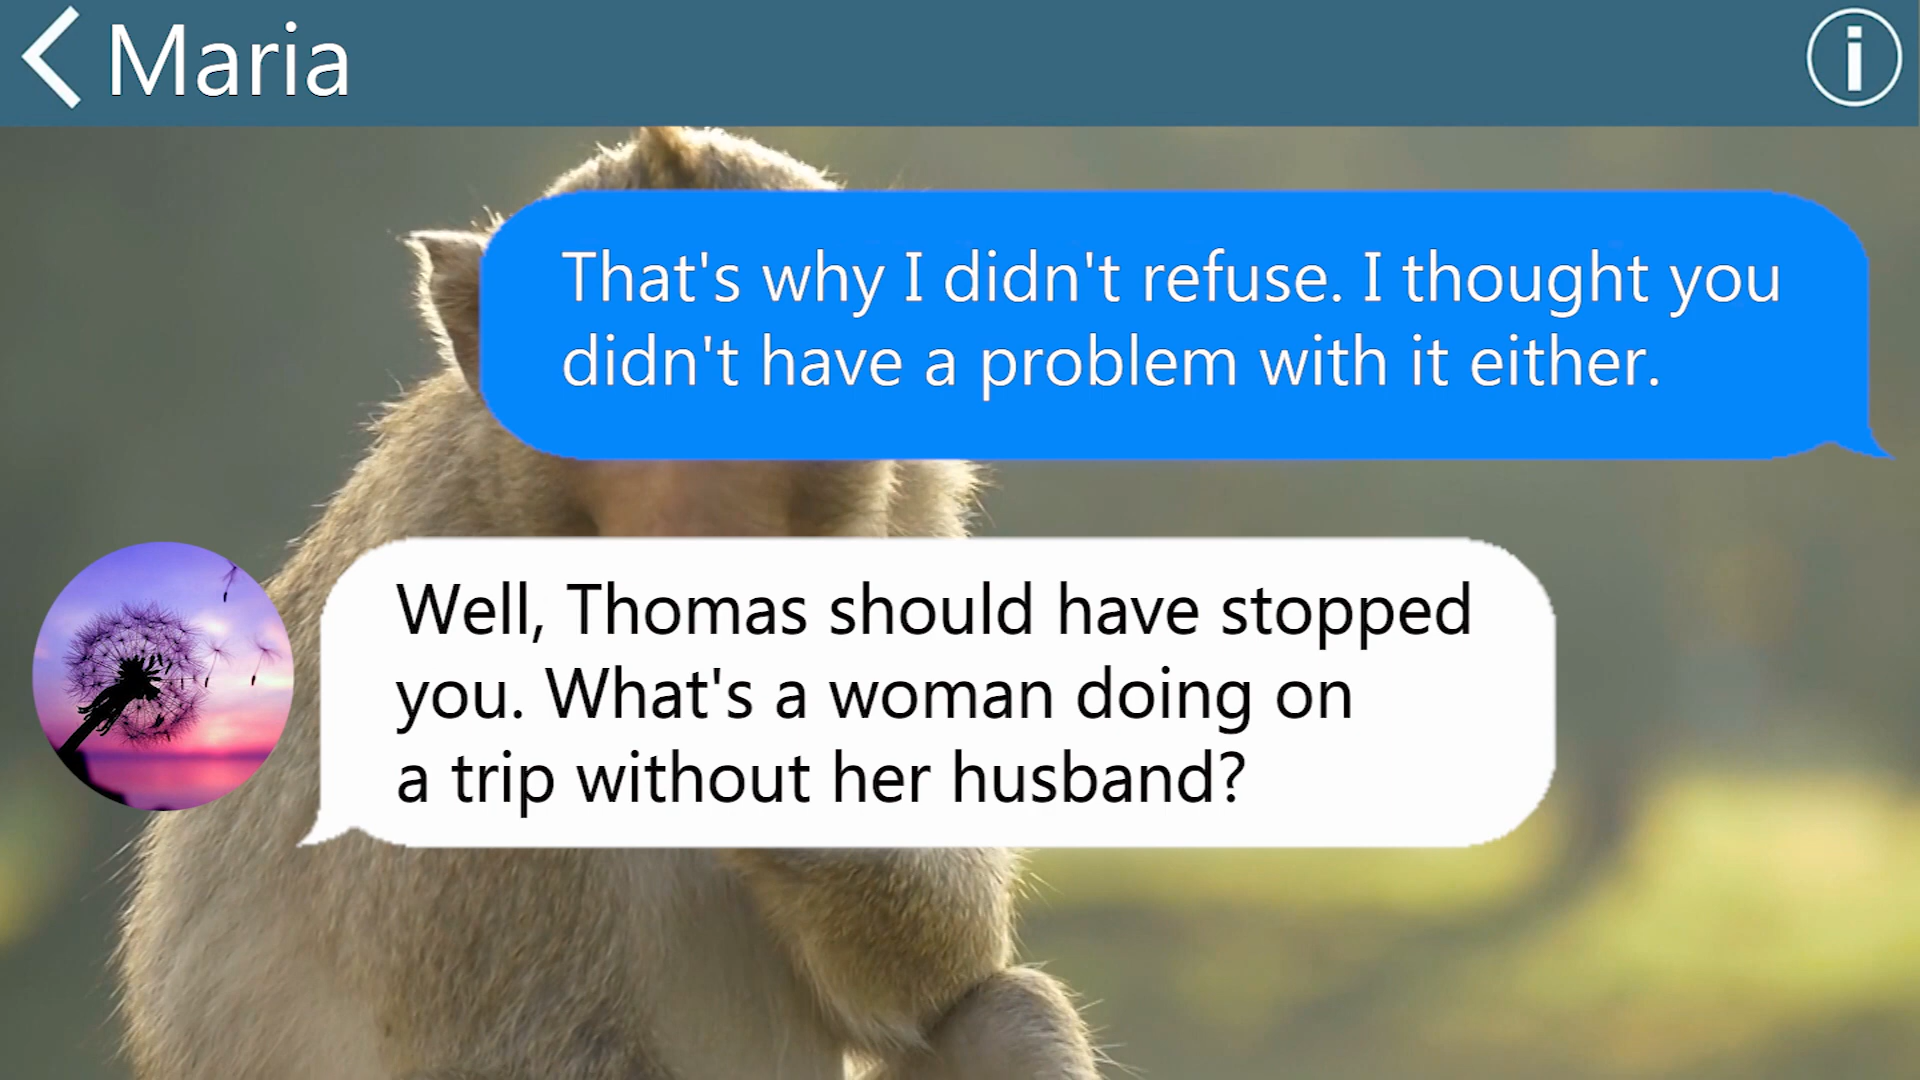 Maria
That's why I didn't refuse. I thought you
didn't have a problem with it either.
Well, Thomas should have stopped
you. What's a woman doing on
a trip without her husband?